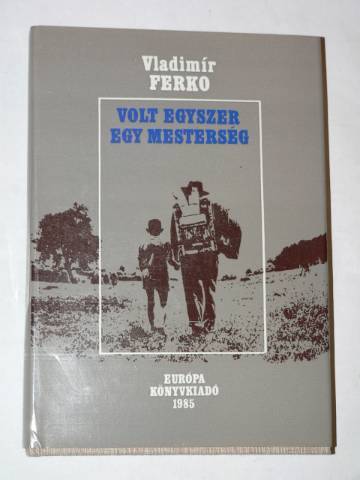 Vladimír
FERKO
VOLT EGYSZER
EGY MESTERSÉG
EURÓPA
KÖNYVKIADÓ
1985